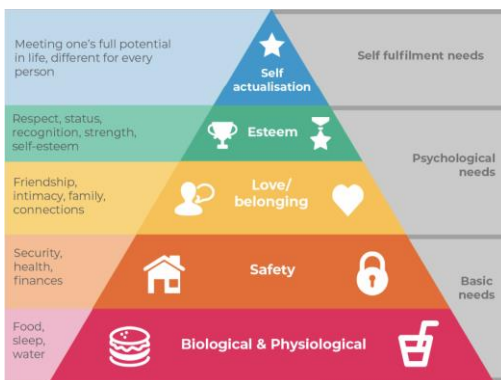 Meeting one's full potential
in life, different for every
person
Self
actualisation
Self fulfilment needs
Respect, status,
recognition, strength,
self-esteem
Esteem
Psychological
needs
Friendship,
intimacy, family,
connections
Love/
belonging
Security,
health,
finances
Safety
Basic
needs
Food,
sleep,
water
Biological & Physiological